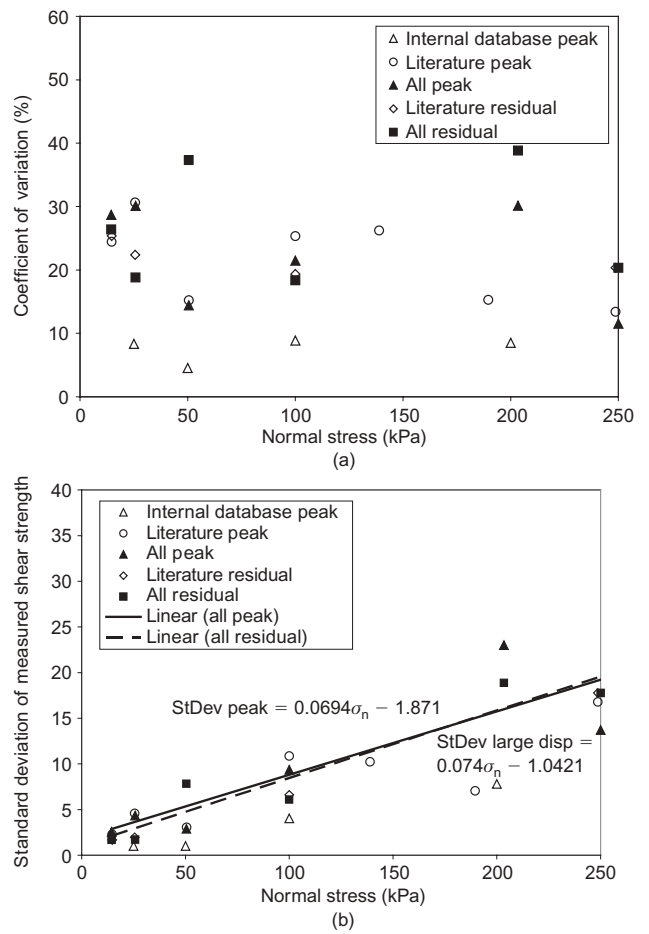 Coefficient of variation (%)
60
50
40
30
20
10
0
Internal database peak
Literature peak
All peak
Literature residual
All residual
0 50 100 150 200 250
Normal stress (kPa)
(a)
Standard deviation of measured shear strength
40
35
30
25
20
15
10
5
0
Internal database peak
Literature peak
All peak
Literature residual
All residual
Linear (all peak)
Linear (all residual)
StDev peak = 0.0694σn − 1.871
StDev large disp =
0.074σn − 1.0421
0 50 100 150 200 250
Normal stress (kPa)
(b)